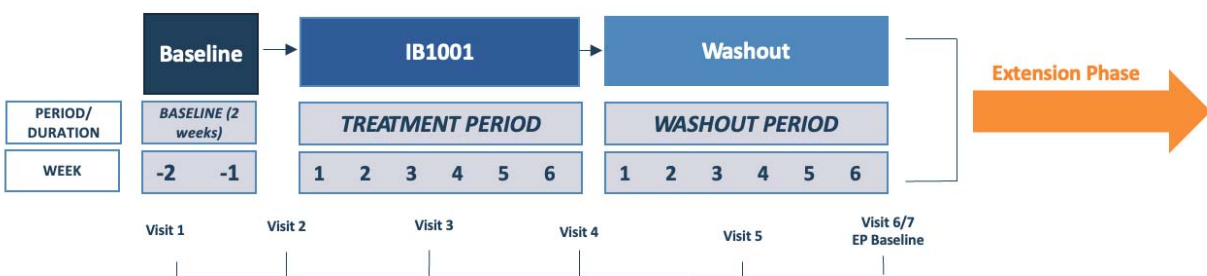 Baseline
IB1001
Washout
Extension Phase
PERIOD/
DURATION
BASELINE (2
weeks)
TREATMENT PERIOD
WASHOUT PERIOD
WEEK
-2 -1
1 2 3 4 5 6
1 2 3 4 5 6
Visit 1
Visit 2
Visit 3
Visit 4
Visit 5
Visit 6/7
EP Baseline